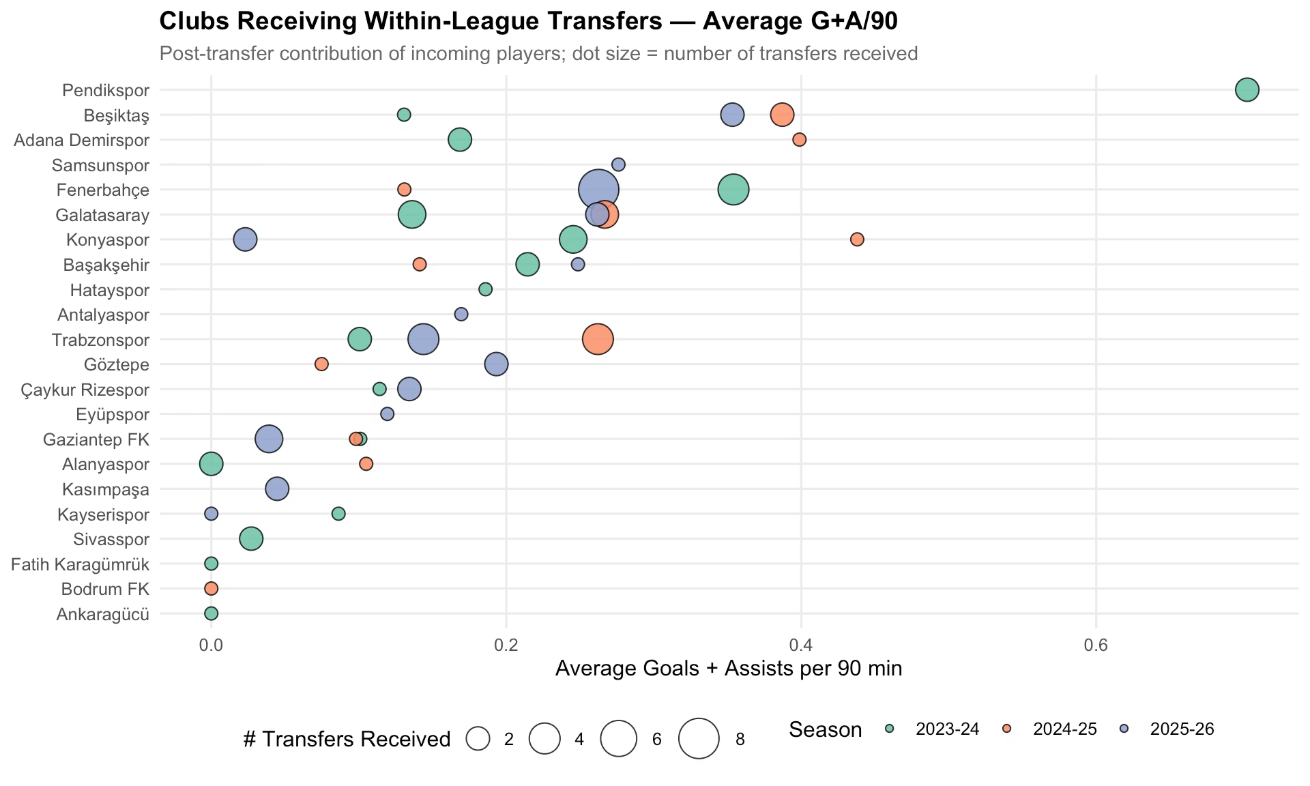 Clubs Receiving Within-League Transfers — Average G+A/90
Post-transfer contribution of incoming players; dot size = number of transfers received
Pendikspor
Beşiktaş
Adana Demirspor
Samsunspor
Fenerbahçe
Galatasaray
Konyaspor
Başakşehir
Hatayspor
Antalyaspor
Trabzonspor
Göztepe
Çaykur Rizespor
Eyüpspor
Gaziantep FK
Alanyaspor
Kasımpaşa
Kayserispor
Sivasspor
Fatih Karagümrük
Bodrum FK
Ankaragücü
0.0 0.2 0.4 0.6
Average Goals + Assists per 90 min
# Transfers Received 2 4 6 8 Season 2023-24 2024-25 2025-26